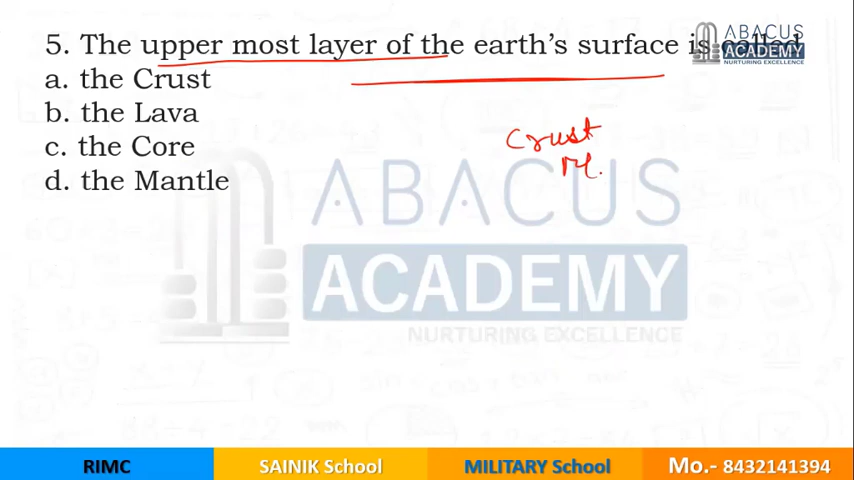 5. The upper most layer of the earth's surface is called
a. the Crust
b. the Lava
c. the Core
d. the Mantle
Crust
M.
ABACUS
ACADEMY
NURTURING EXCELLENCE
ABACUS
ACADEMY
NURTURING EXCELLENCE
RIMC
SAINIK School
MILITARY School
Mo.- 8432141394